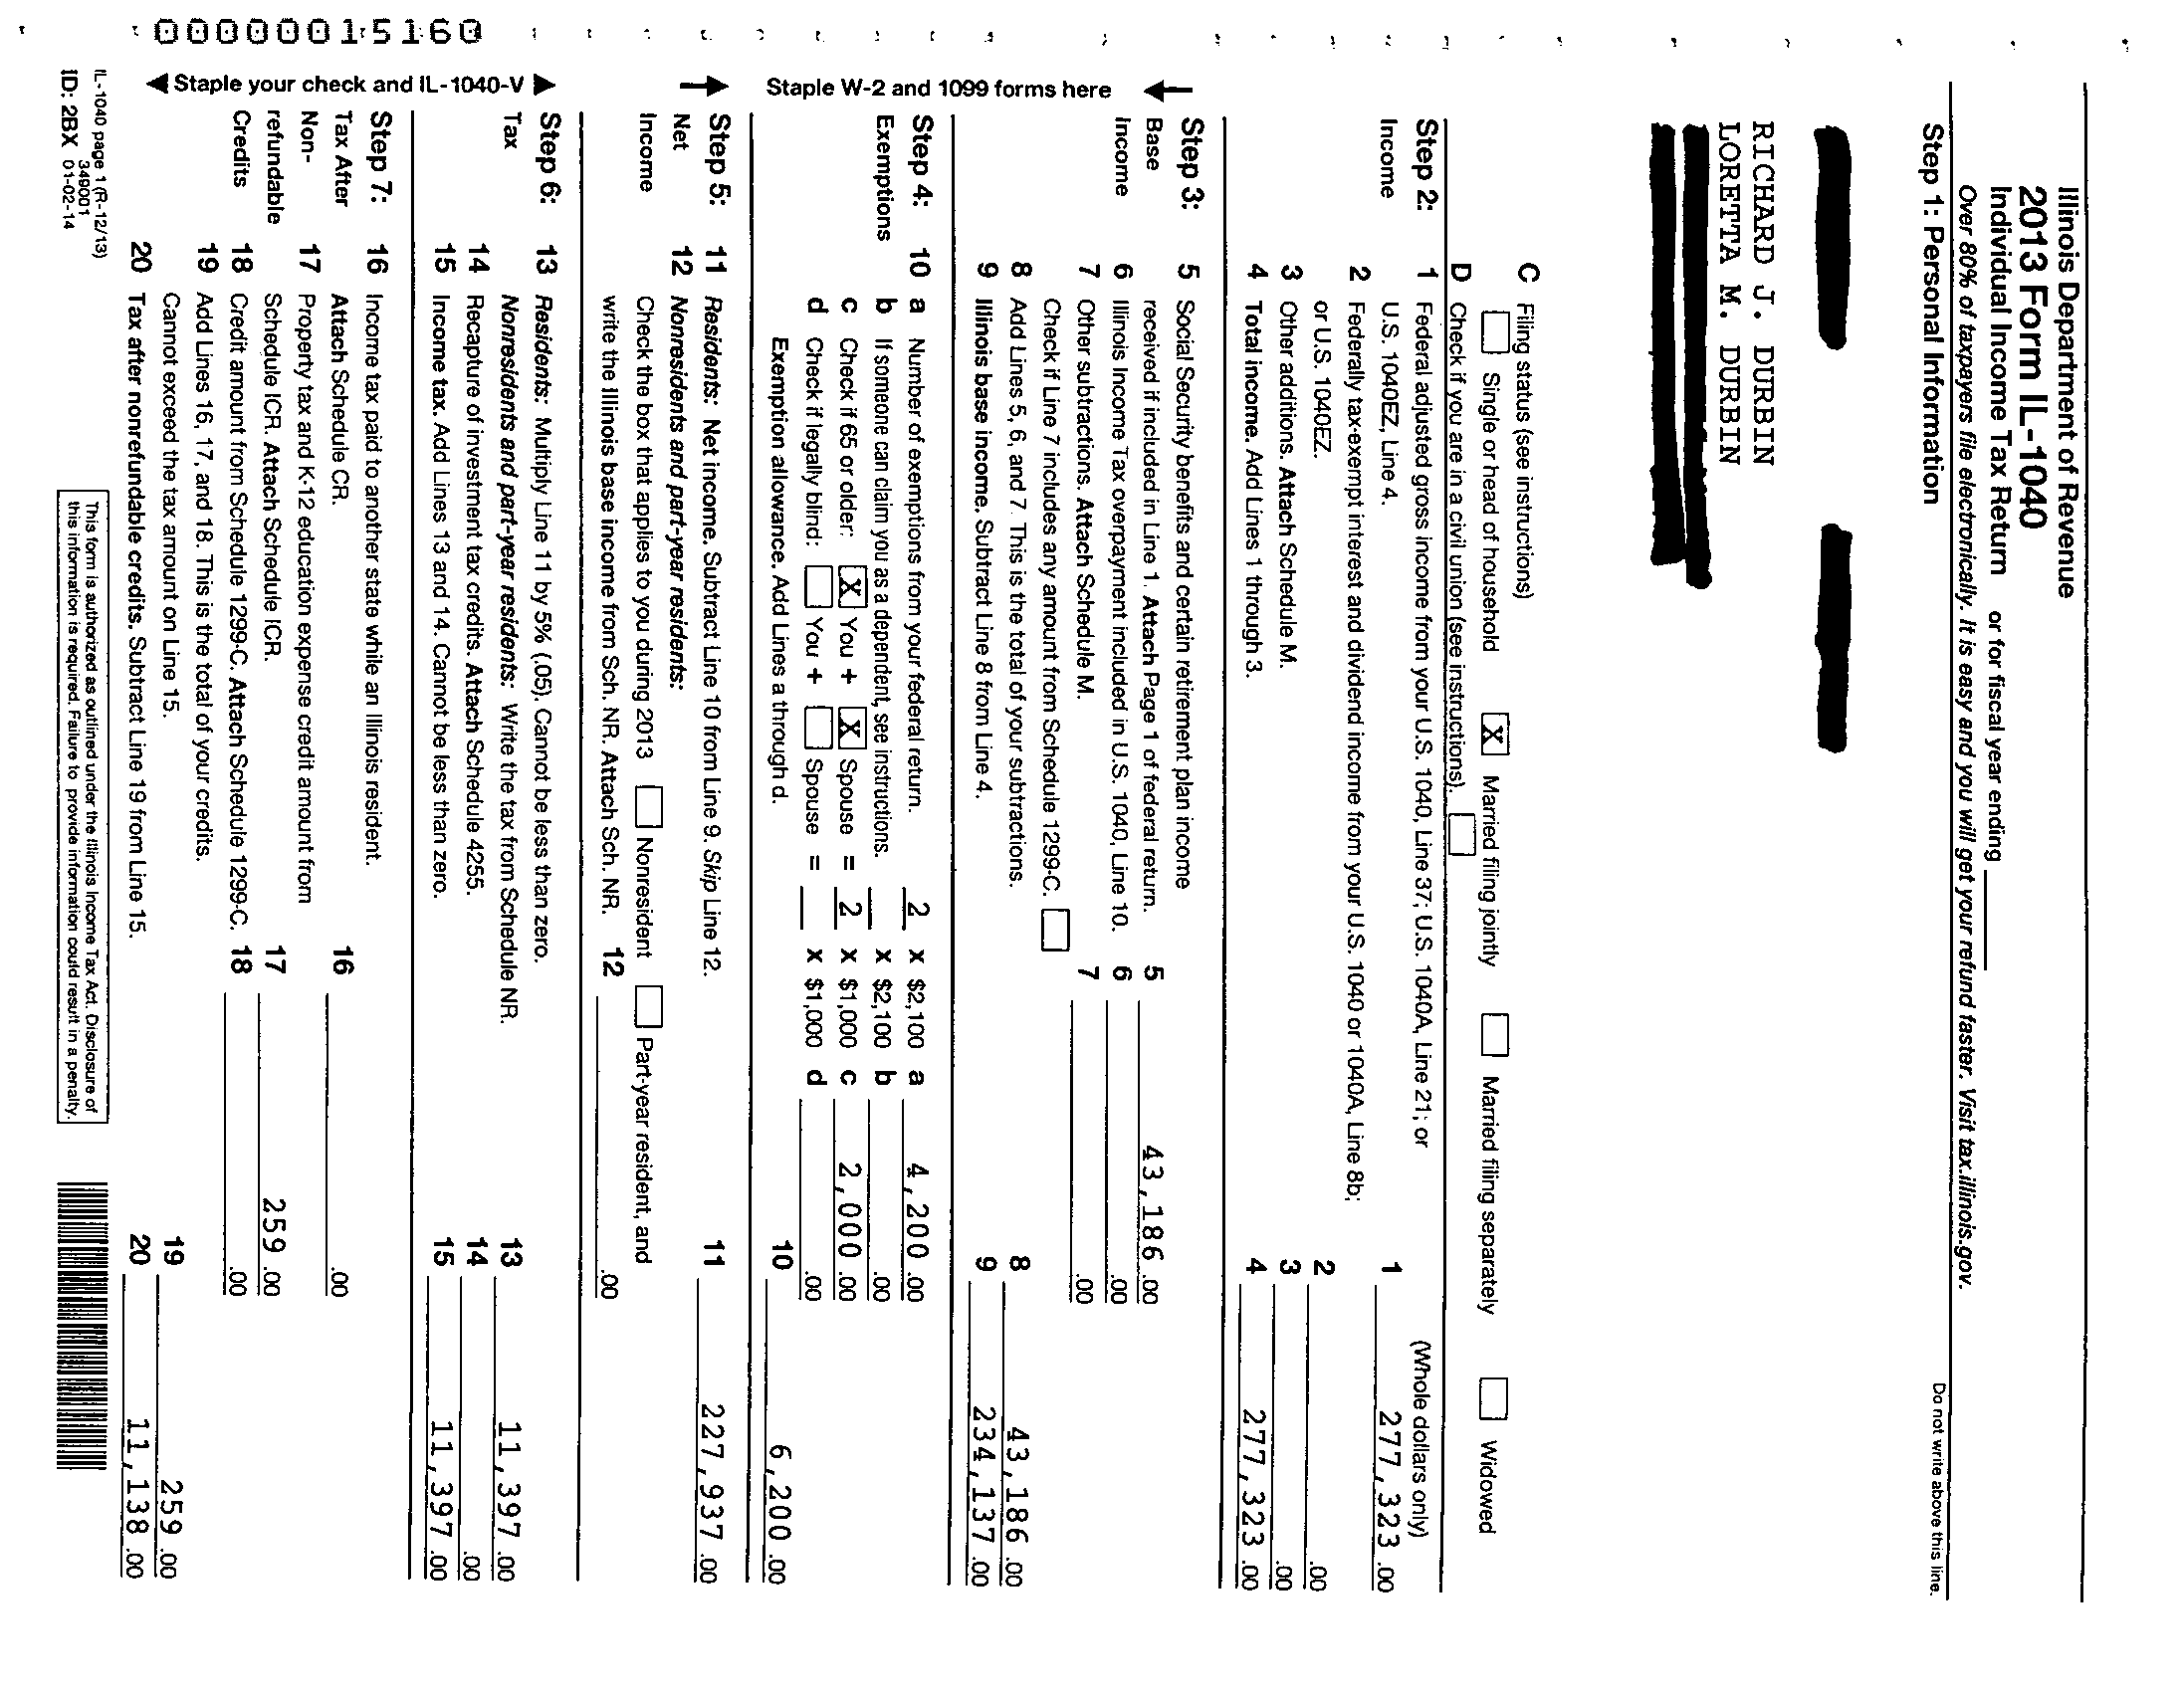 Illinois Department of Revenue
2013 Form IL-1040
Individual Income Tax Return or for fiscal year ending
Over 80% of taxpayers file electronically. It is easy and you will get your refund faster. Visit tax.illinois.gov.
Do not write above this line.
Step 1: Personal Information
RICHARD J. DURBIN
LORETTA M. DURBIN
C Filing status (see instructions)
Single or head of household X Married filing jointly Married filing separately Widowed
D Check if you are in a civil union (see instructions).
(Whole dollars only)
Step 2: 1 Federal adjusted gross income from your U.S. 1040, Line 37; U.S. 1040A, Line 21; or
Income U.S. 1040EZ, Line 4. 1 277,323 .00
2 Federally tax-exempt interest and dividend income from your U.S. 1040 or 1040A, Line 8b;
or U.S. 1040EZ. 2 .00
3 Other additions. Attach Schedule M. 3 .00
4 Total income. Add Lines 1 through 3. 4 277,323 .00
Step 3: 5 Social Security benefits and certain retirement plan income
Base received if included in Line 1. Attach Page 1 of federal return. 5 43,186 .00
Income 6 Illinois Income Tax overpayment included in U.S. 1040, Line 10. 6 .00
7 Other subtractions. Attach Schedule M. 7 .00
Check if Line 7 includes any amount from Schedule 1299-C.
8 Add Lines 5, 6, and 7. This is the total of your subtractions. 8 43,186 .00
9 Illinois base income. Subtract Line 8 from Line 4. 9 234,137 .00
Step 4: 10 a Number of exemptions from your federal return. 2 x $2,100 a 4,200 .00
Exemptions b If someone can claim you as a dependent, see instructions. x $2,100 b .00
c Check if 65 or older: X You + X Spouse = 2 x $1,000 c 2,000 .00
d Check if legally blind: You + Spouse = x $1,000 d .00
Exemption allowance. Add Lines a through d. 10 6,200 .00
Step 5: 11 Residents: Net income. Subtract Line 10 from Line 9. Skip Line 12. 11 227,937 .00
Net 12 Nonresidents and part-year residents:
Income Check the box that applies to you during 2013 Nonresident Part-year resident, and
write the Illinois base income from Sch. NR. Attach Sch. NR. 12 .00
Step 6: 13 Residents: Multiply Line 11 by 5% (.05). Cannot be less than zero.
Tax Nonresidents and part-year residents: Write the tax from Schedule NR. 13 11,397 .00
14 Recapture of investment tax credits. Attach Schedule 4255. 14 .00
15 Income tax. Add Lines 13 and 14. Cannot be less than zero. 15 11,397 .00
Step 7: 16 Income tax paid to another state while an Illinois resident.
Tax After Attach Schedule CR. 16 .00
Non- 17 Property tax and K-12 education expense credit amount from
refundable Schedule ICR. Attach Schedule ICR. 17 259 .00
Credits 18 Credit amount from Schedule 1299-C. Attach Schedule 1299-C. 18 .00
19 Add Lines 16, 17, and 18. This is the total of your credits.
Cannot exceed the tax amount on Line 15. 19 259 .00
20 Tax after nonrefundable credits. Subtract Line 19 from Line 15. 20 11,138 .00
Staple W-2 and 1099 forms here
Staple your check and IL-1040-V
00000015160
IL-1040 page 1 (R-12/13)
349001
ID: 2BX 01-02-14
This form is authorized as outlined under the Illinois Income Tax Act. Disclosure of
this information is required. Failure to provide information could result in a penalty.